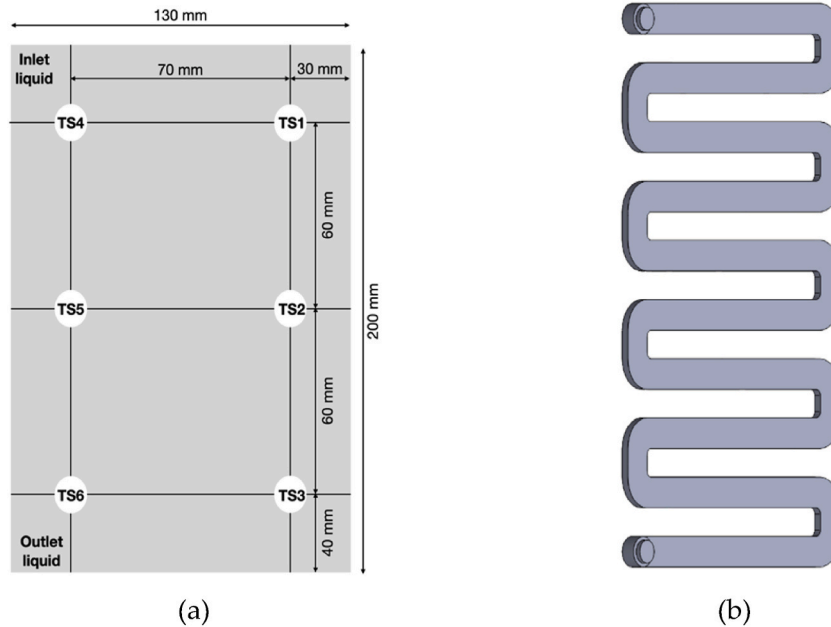 130 mm
Inlet
liquid
70 mm
30 mm
TS4
TS1
60 mm
TS5
TS2
200 mm
60 mm
TS6
TS3
Outlet
liquid
40 mm
(a)
(b)